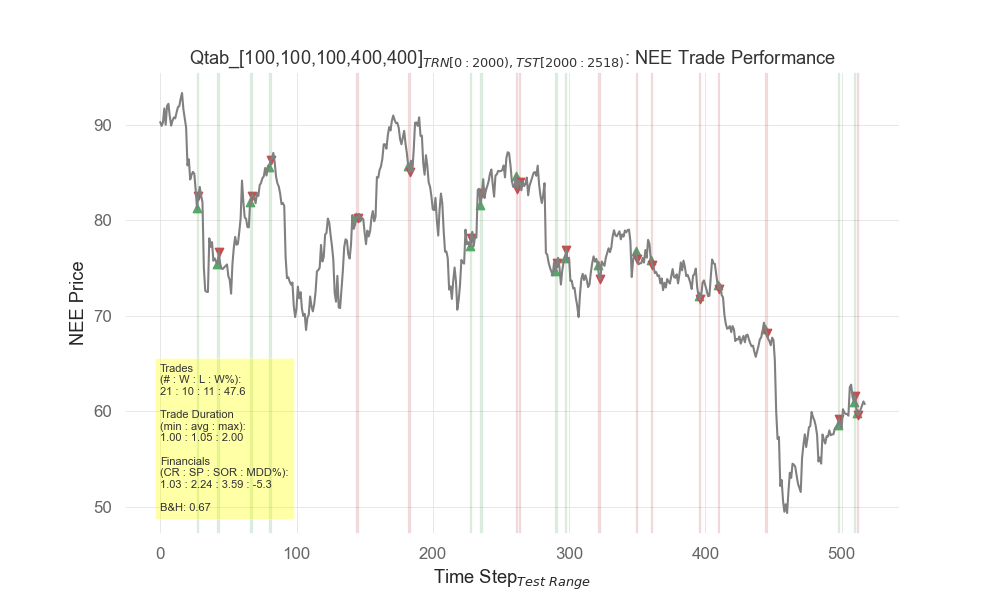 Qtab_[100,100,100,400,400]TRN[0 : 2000), TST[2000 : 2518): NEE Trade Performance
NEE Price
90
80
70
60
50
Trades
(# : W : L : W%):
21 : 10 : 11 : 47.6
Trade Duration
(min : avg : max):
1.00 : 1.05 : 2.00
Financials
(CR : SP : SOR : MDD%):
1.03 : 2.24 : 3.59 : -5.3
B&H: 0.67
0 100 200 300 400 500
Time StepTest Range